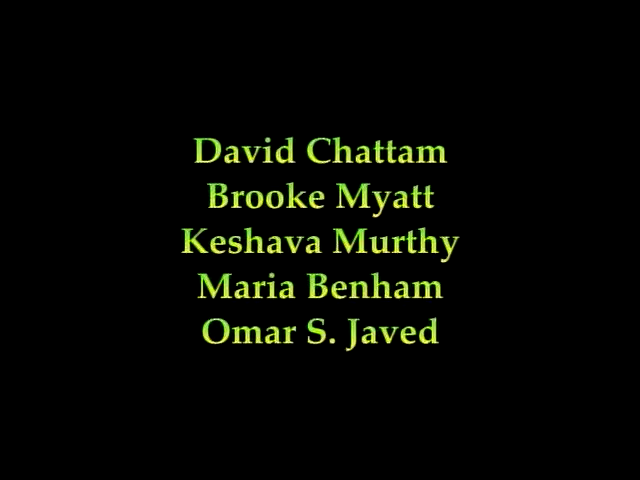 David Chattam
Brooke Myatt
Keshava Murthy
Maria Benham
Omar S. Javed